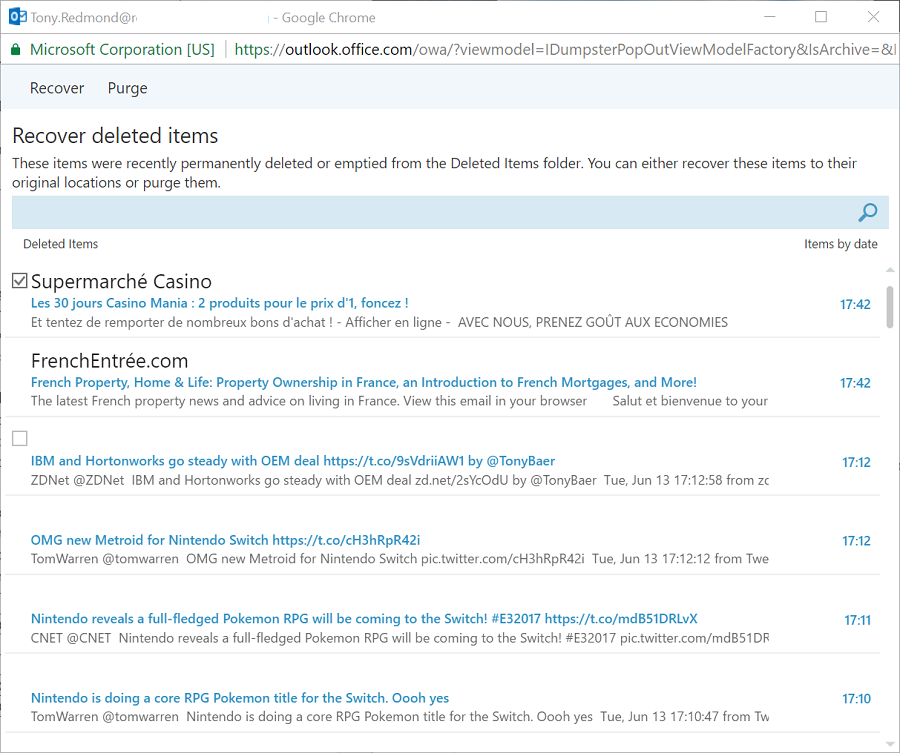 Tony.Redmond@r - Google Chrome
Microsoft Corporation [US] https://outlook.office.com/owa/?viewmodel=IDumpsterPopOutViewModelFactory&IsArchive=&
Recover Purge
Recover deleted items
These items were recently permanently deleted or emptied from the Deleted Items folder. You can either recover these items to their
original locations or purge them.
Deleted Items Items by date
Supermarché Casino
Les 30 jours Casino Mania : 2 produits pour le prix d'1, foncez ! 17:42
Et tentez de remporter de nombreux bons d'achat ! - Afficher en ligne - AVEC NOUS, PRENEZ GOÛT AUX ECONOMIES
FrenchEntrée.com
French Property, Home & Life: Property Ownership in France, an Introduction to French Mortgages, and More! 17:42
The latest French property news and advice on living in France. View this email in your browser Salut et bienvenue to your
IBM and Hortonworks go steady with OEM deal https://t.co/9sVdriiAW1 by @TonyBaer 17:12
ZDNet @ZDNet IBM and Hortonworks go steady with OEM deal zd.net/2sYcOdU by @TonyBaer Tue, Jun 13 17:12:58 from zd
OMG new Metroid for Nintendo Switch https://t.co/cH3hRpR42i 17:12
TomWarren @tomwarren OMG new Metroid for Nintendo Switch pic.twitter.com/cH3hRpR42i Tue, Jun 13 17:12:12 from Twe
Nintendo reveals a full-fledged Pokemon RPG will be coming to the Switch! #E32017 https://t.co/mdB51DRLvX 17:11
CNET @CNET Nintendo reveals a full-fledged Pokemon RPG will be coming to the Switch! #E32017 pic.twitter.com/mdB51DR
Nintendo is doing a core RPG Pokemon title for the Switch. Oooh yes 17:10
TomWarren @tomwarren Nintendo is doing a core RPG Pokemon title for the Switch. Oooh yes Tue, Jun 13 17:10:47 from Tw